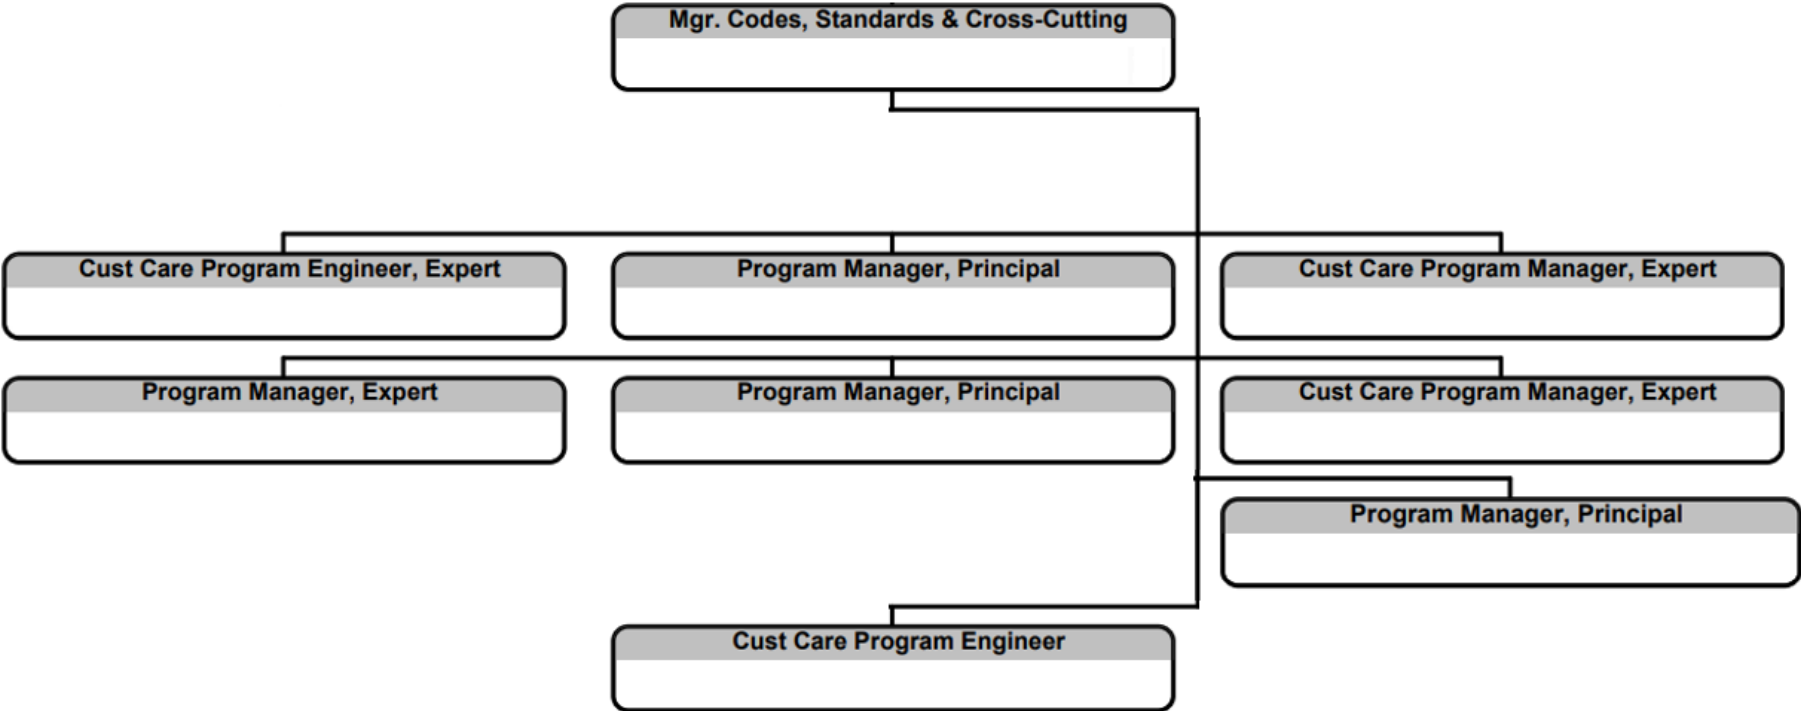 Mgr. Codes, Standards & Cross-Cutting
Cust Care Program Engineer, Expert
Program Manager, Principal
Cust Care Program Manager, Expert
Program Manager, Expert
Program Manager, Principal
Cust Care Program Manager, Expert
Program Manager, Principal
Cust Care Program Engineer